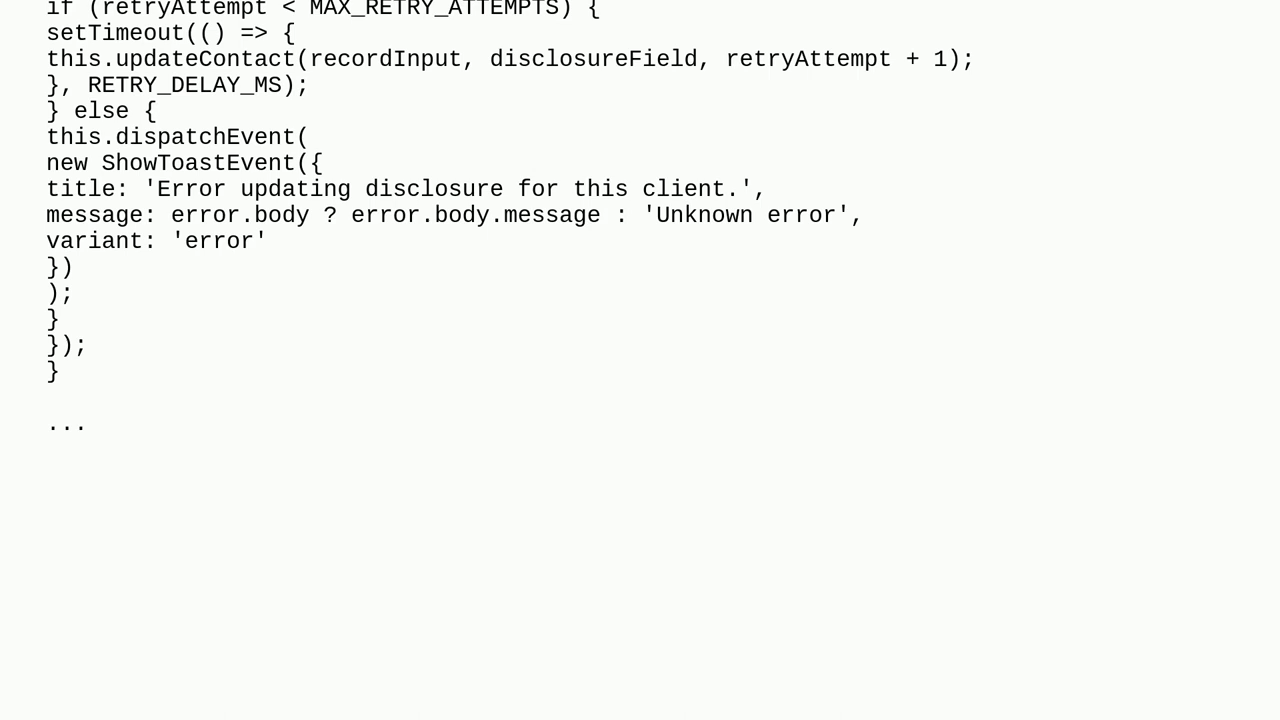 if (retryAttempt < MAX_RETRY_ATTEMPTS) {
setTimeout(() => {
this.updateContact(recordInput, disclosureField, retryAttempt + 1);
}, RETRY_DELAY_MS);
} else {
this.dispatchEvent(
new ShowToastEvent({
title: 'Error updating disclosure for this client.',
message: error.body ? error.body.message : 'Unknown error',
variant: 'error'
})
);
}
});
}
...